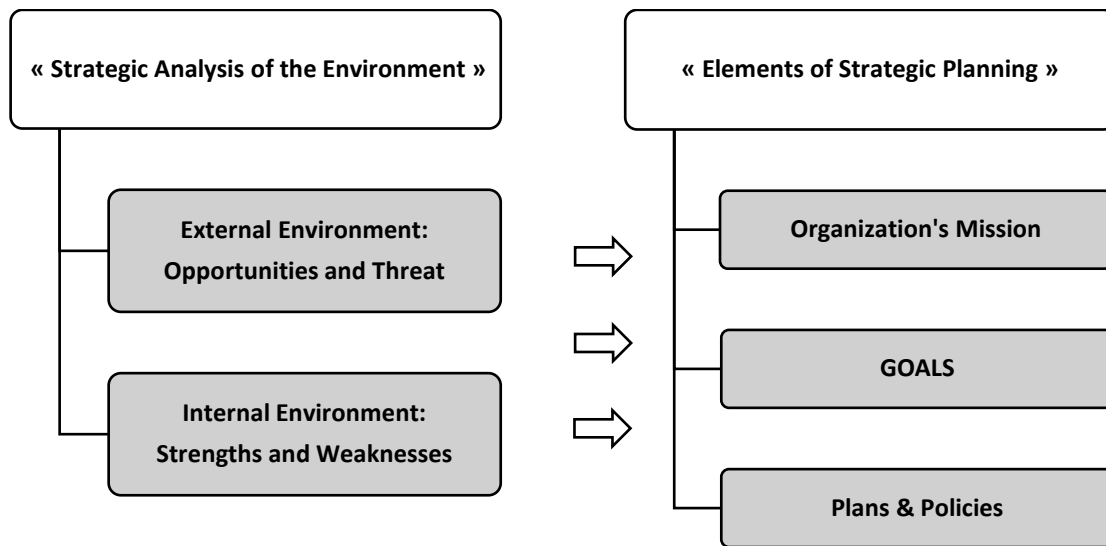 « Strategic Analysis of the Environment »
External Environment:
Opportunities and Threat
Internal Environment:
Strengths and Weaknesses
« Elements of Strategic Planning »
Organization's Mission
GOALS
Plans & Policies